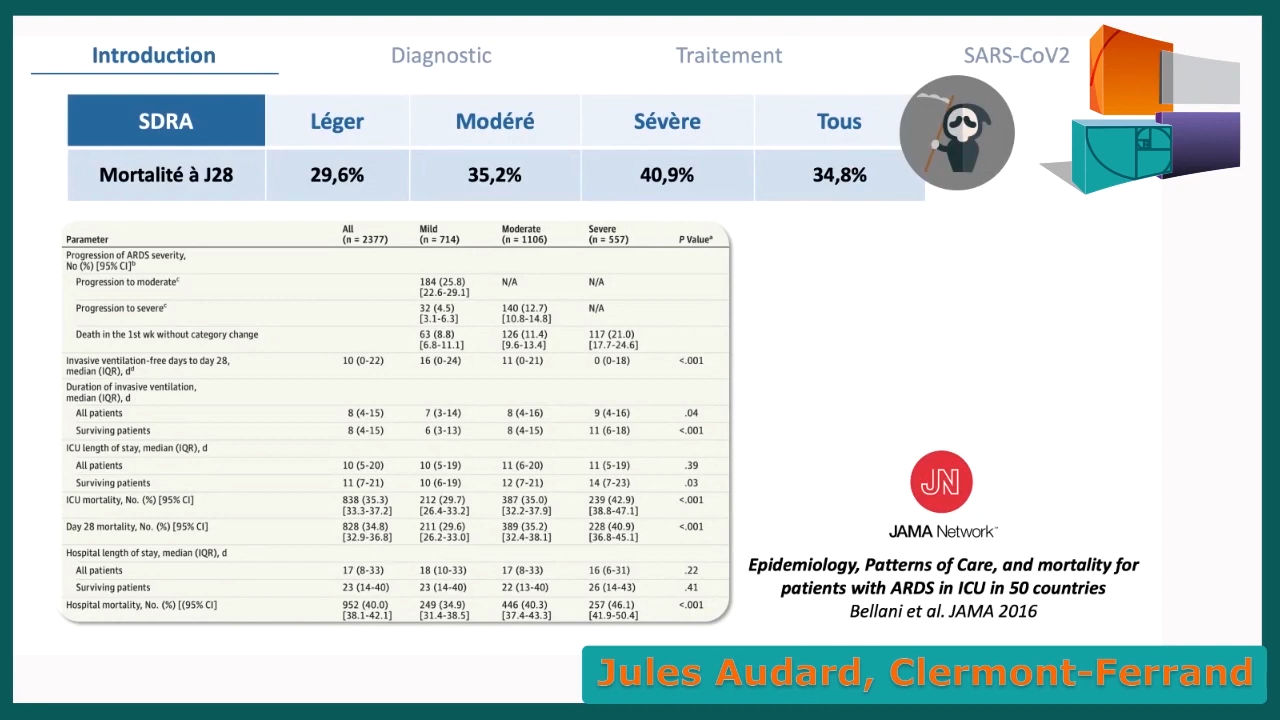 Introduction Diagnostic Traitement SARS-CoV2
SDRA Léger Modéré Sévère Tous
Mortalité à J28 29,6% 35,2% 40,9% 34,8%
Parameter All (n = 2377) Mild (n = 714) Moderate (n = 1106) Severe (n = 557) P Valueᵃ
Progression of ARDS severity,
No (%) [95% CI]ᵇ
Progression to moderateᶜ 184 (25.8) [22.6-29.1] N/A N/A
Progression to severeᶜ 32 (4.5) [3.1-6.3] 140 (12.7) [10.8-14.8] N/A
Death in the 1st wk without category change 63 (8.8) [6.8-11.1] 126 (11.4) [9.6-13.4] 117 (21.0) [17.7-24.6]
Invasive ventilation-free days to day 28,
median (IQR), dᵈ 10 (0-22) 16 (0-24) 11 (0-21) 0 (0-18) <.001
Duration of invasive ventilation,
median (IQR), d
All patients 8 (4-15) 7 (3-14) 8 (4-16) 9 (4-16) .04
Surviving patients 8 (4-15) 6 (3-13) 8 (4-15) 11 (6-18) <.001
ICU length of stay, median (IQR), d
All patients 10 (5-20) 10 (5-19) 11 (6-20) 11 (5-19) .39
Surviving patients 11 (7-21) 10 (6-19) 12 (7-21) 14 (7-23) .03
ICU mortality, No. (%) [95% CI] 838 (35.3) [33.3-37.2] 212 (29.7) [26.4-33.2] 387 (35.0) [32.2-37.9] 239 (42.9) [38.8-47.1] <.001
Day 28 mortality, No. (%) [95% CI] 828 (34.8) [32.9-36.8] 211 (29.6) [26.2-33.0] 389 (35.2) [32.4-38.1] 228 (40.9) [36.8-45.1] <.001
Hospital length of stay, median (IQR), d
All patients 17 (8-33) 18 (10-33) 17 (8-33) 16 (6-31) .22
Surviving patients 23 (14-40) 23 (14-40) 22 (13-40) 26 (14-43) .41
Hospital mortality, No. (%) [(95% CI] 952 (40.0) [38.1-42.1] 249 (34.9) [31.4-38.5] 446 (40.3) [37.4-43.3] 257 (46.1) [41.9-50.4] <.001
JN
JAMA Network™
Epidemiology, Patterns of Care, and mortality for
patients with ARDS in ICU in 50 countries
Bellani et al. JAMA 2016
Jules Audard, Clermont-Ferrand